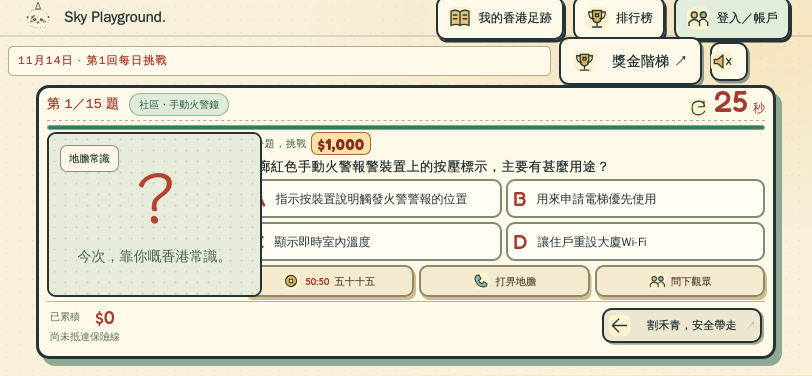 Sky Playground.
我的香港足跡
排行榜
登入／帳戶
11月14日 · 第1回每日挑戰
獎金階梯 ↗
第 1／15 題
社區 · 手動火警鐘
25 秒
地膽常識
?
今次，靠你嘅香港常識。
題，挑戰 $1,000
紅色手動火警報警裝置上的按壓標示，主要有甚麼用途？
指示按裝置說明觸發火警警報的位置
B 用來申請電梯優先使用
顯示即時室內溫度
D 讓住戶重設大廈Wi-Fi
50:50 五十十五
打畀地膽
問下觀眾
已累積 $0
尚未抵達保險線
← 割禾青，安全帶走 ↗